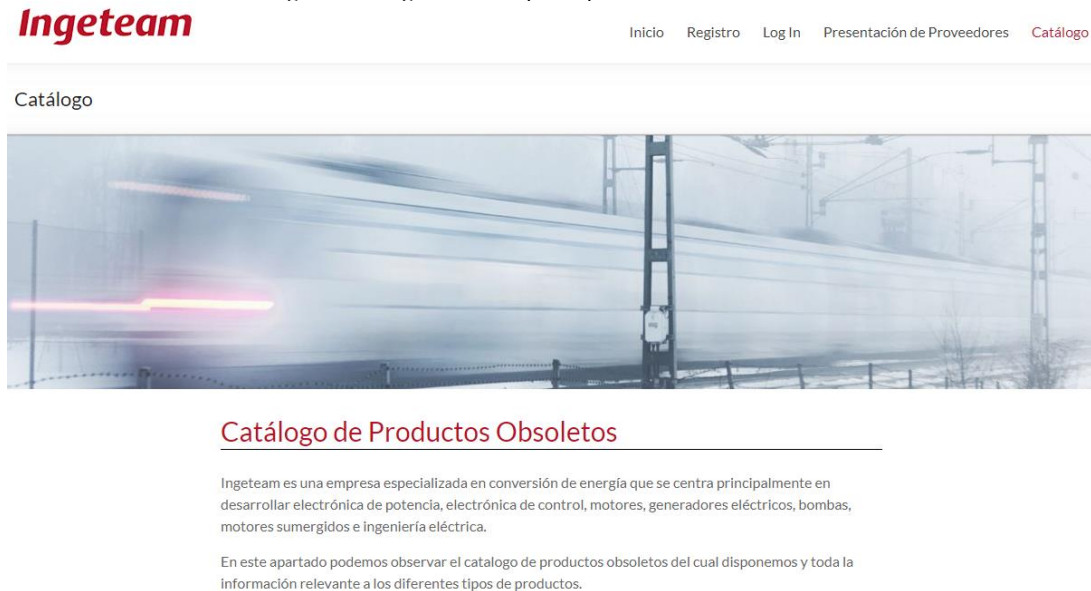 Ingeteam
Inicio Registro Log In Presentación de Proveedores Catálogo
Catálogo
Catálogo de Productos Obsoletos
Ingeteam es una empresa especializada en conversión de energía que se centra principalmente en
desarrollar electrónica de potencia, electrónica de control, motores, generadores eléctricos, bombas,
motores sumergidos e ingeniería eléctrica.
En este apartado podemos observar el catalogo de productos obsoletos del cual disponemos y toda la
información relevante a los diferentes tipos de productos.